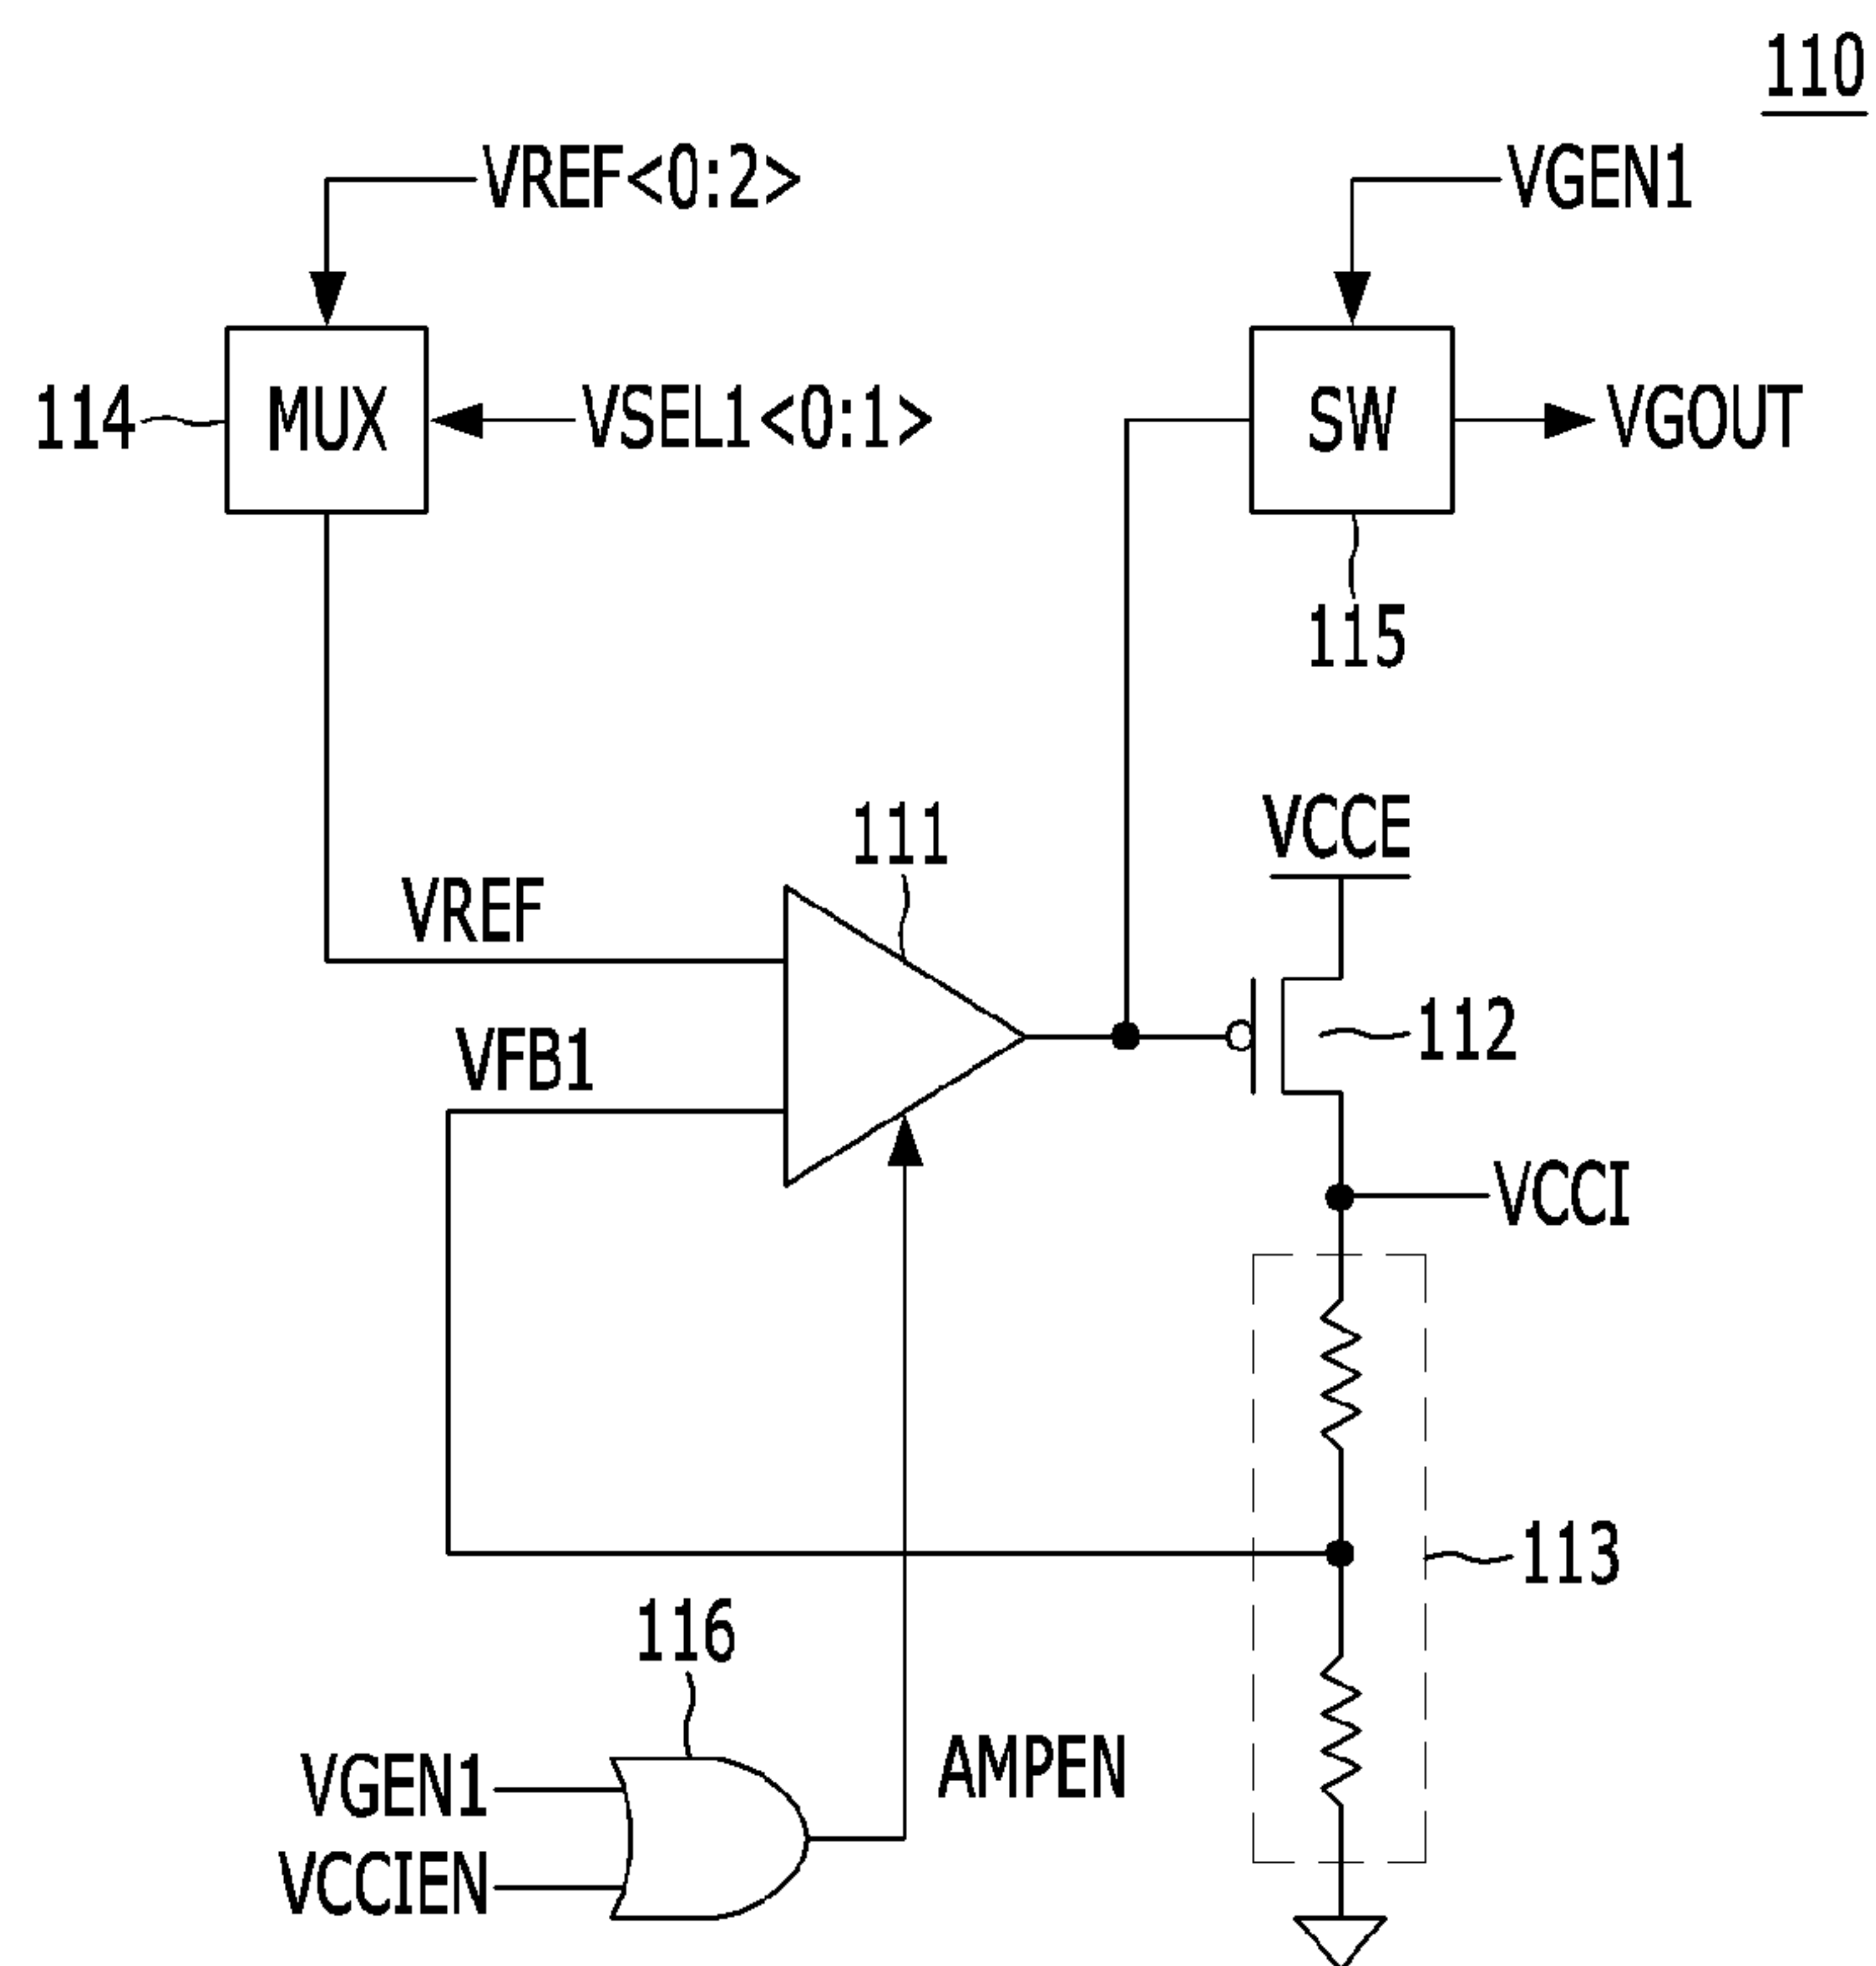 110
VREF<0:2>
VGEN1
114
MUX
VSEL1<0:1>
SW
VGOUT
115
VCCE
111
VREF
112
VFB1
VCCI
113
116
AMPEN
VGEN1
VCCIEN